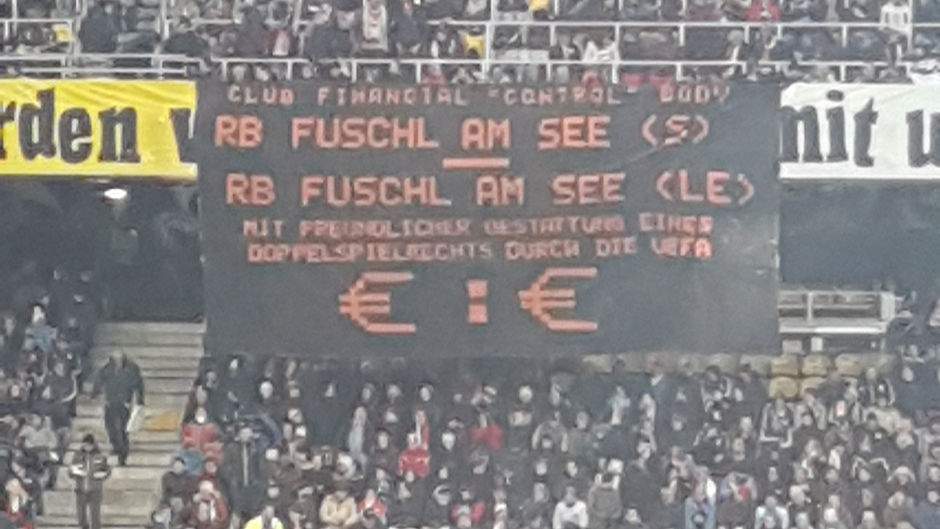 CLUB FINANCIAL "CONTROL" BODY
rden
RB FUSCHL AM SEE (S)
mit u
—
RB FUSCHL AM SEE (LE)
MIT FREUNDLICHER BESTATTUNG EINES
DOPPELSPIELRECHTS DURCH DIE UEFA
€ : €